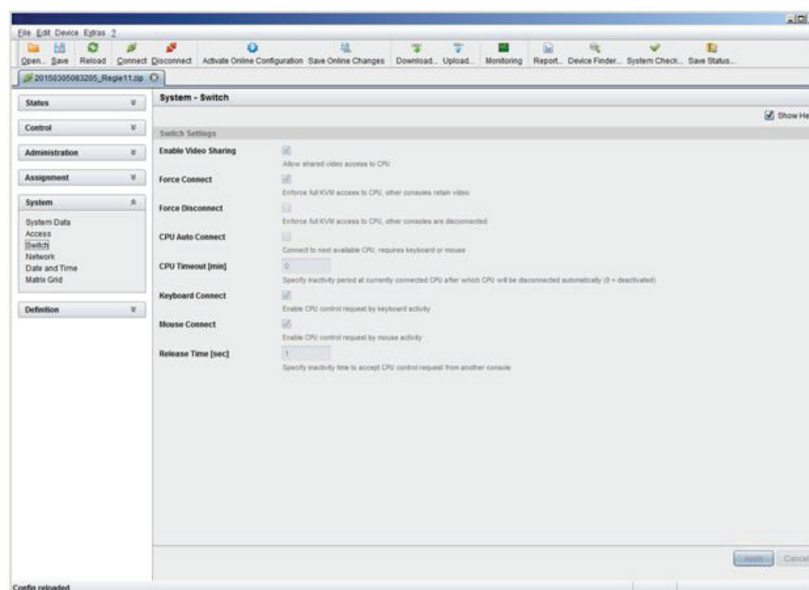 File Edit Device Extras ?
Open... Save Reload Connect Disconnect Activate Online Configuration Save Online Changes Download... Upload... Monitoring Report... Device Finder... System Check... Save Status...
20150305083205_Regie11.zip
Status
Control
Administration
Assignment
System
System Data
Access
Switch
Network
Date and Time
Matrix Grid
Definition
System - Switch
Show He
Switch Settings
Enable Video Sharing
Allow shared video access to CPU
Force Connect
Enforce full KVM access to CPU, other consoles retain video
Force Disconnect
Enforce full KVM access to CPU, other consoles are disconnected
CPU Auto Connect
Connect to next available CPU, requires keyboard or mouse
CPU Timeout [min]
0
Specify inactivity period at currently connected CPU after which CPU will be disconnected automatically (0 = deactivated)
Keyboard Connect
Enable CPU control request by keyboard activity
Mouse Connect
Enable CPU control request by mouse activity
Release Time [sec]
1
Specify inactivity time to accept CPU control request from another console
Apply Cancel
Config reloaded